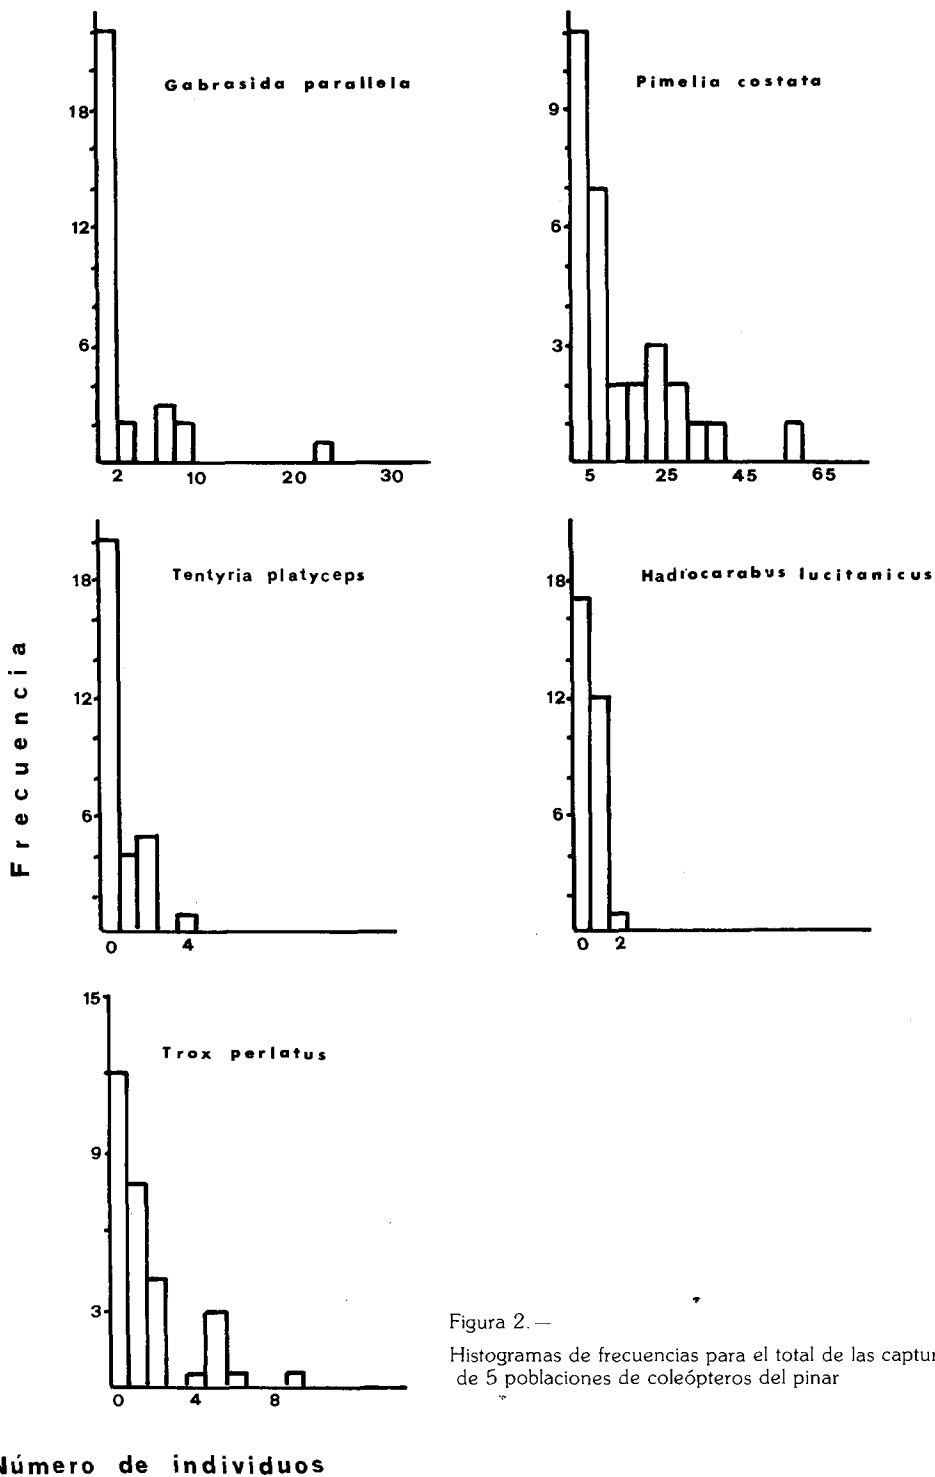 Gabrasida parallela
18
12
6
2 10 20 30
Pimelia costata
9
6
3
5 25 45 65
Frecuencia
Tentyria platyceps
18
12
6
0 4
Hadrocarabus lucitanicus
18
12
6
0 2
Trox perlatus
15
9
3
0 4 8
Figura 2.—
Histogramas de frecuencias para el total de las captur
de 5 poblaciones de coleópteros del pinar
Número de individuos